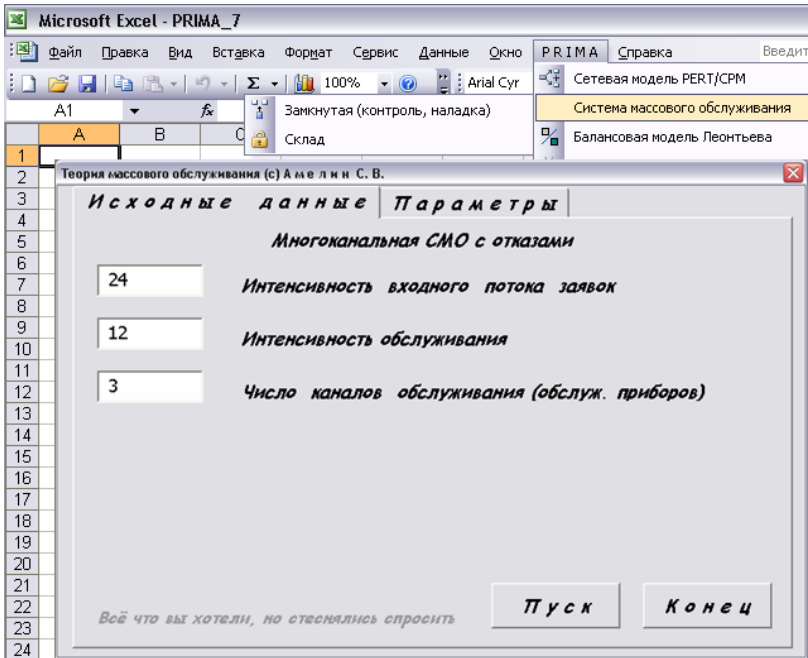 Microsoft Excel - PRIMA_7
Файл Правка Вид Вставка Формат Сервис Данные Окно PRIMA Справка Введит
Σ 100% Arial Cyr
Сетевая модель PERT/CPM
A1 fx Замкнутая (контроль, наладка) Система массового обслуживания
A B C Склад Балансовая модель Леонтьева
1
2
3
4
5
6
7
8
9
10
11
12
13
14
15
16
17
18
19
20
21
22
23
24
Теория массового обслуживания (с) А м е л и н С. В.
Исходные данные Параметры
Многоканальная СМО с отказами
24 Интенсивность входного потока заявок
12 Интенсивность обслуживания
3 Число каналов обслуживания (обслуж. приборов)
Пуск Конец
Всё что вы хотели, но стеснялись спросить